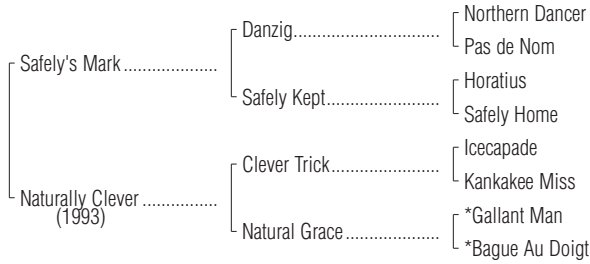 Northern Dancer
Danzig..................................
Pas de Nom
Safely's Mark ...................
Horatius
Safely Kept..........................
Safely Home
Icecapade
Clever Trick.........................
Kankakee Miss
Naturally Clever ...............
(1993)
*Gallant Man
Natural Grace......................
*Bague Au Doigt